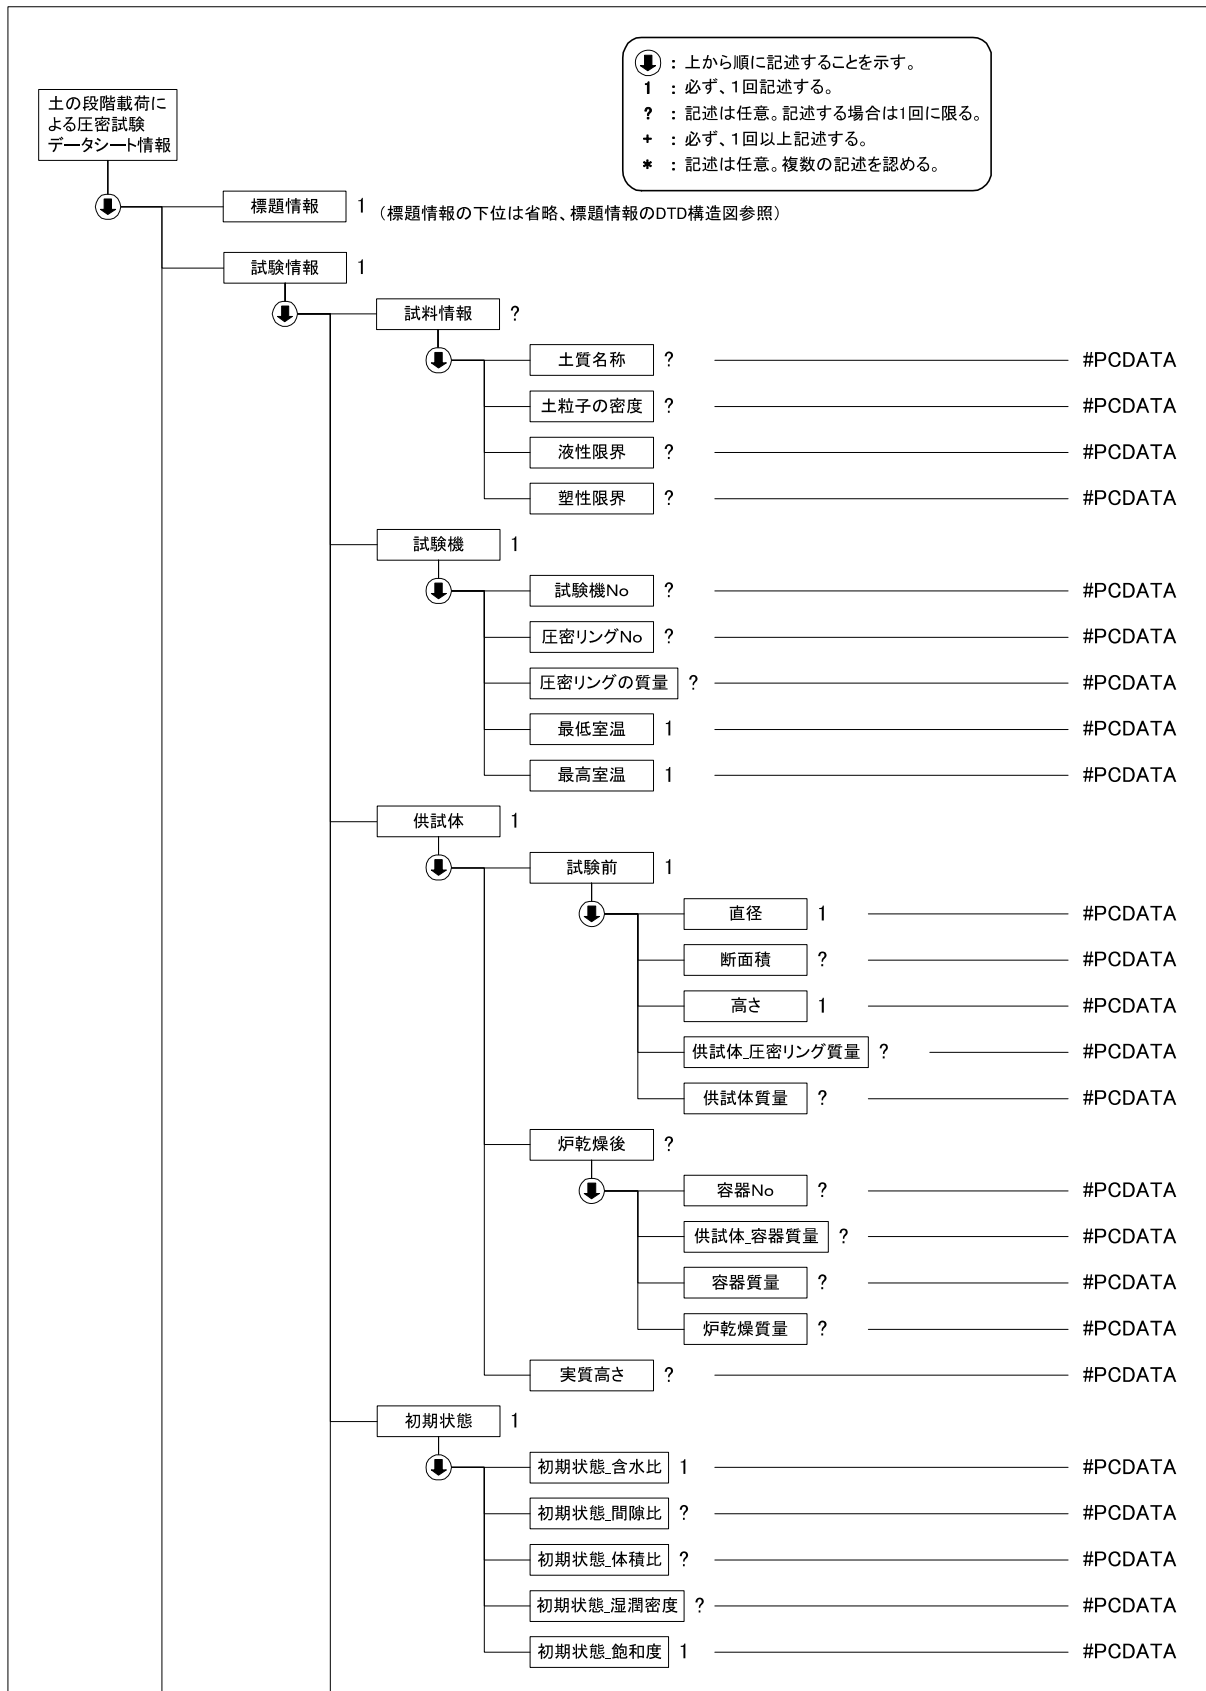 ：上から順に記述することを示す。
1：必ず、1回記述する。
?：記述は任意。記述する場合は1回に限る。
+：必ず、1回以上記述する。
*：記述は任意。複数の記述を認める。
土の段階載荷に
よる圧密試験
データシート情報
標題情報 1 (標題情報の下位は省略、標題情報のDTD構造図参照)
試験情報 1
試料情報 ?
土質名称 ? #PCDATA
土粒子の密度 ? #PCDATA
液性限界 ? #PCDATA
塑性限界 ? #PCDATA
試験機 1
試験機No ? #PCDATA
圧密リングNo ? #PCDATA
圧密リングの質量 ? #PCDATA
最低室温 1 #PCDATA
最高室温 1 #PCDATA
供試体 1
試験前 1
直径 1 #PCDATA
断面積 ? #PCDATA
高さ 1 #PCDATA
供試体_圧密リング質量 ? #PCDATA
供試体質量 ? #PCDATA
炉乾燥後 ?
容器No ? #PCDATA
供試体_容器質量 ? #PCDATA
容器質量 ? #PCDATA
炉乾燥質量 ? #PCDATA
実質高さ ? #PCDATA
初期状態 1
初期状態_含水比 1 #PCDATA
初期状態_間隙比 ? #PCDATA
初期状態_体積比 ? #PCDATA
初期状態_湿潤密度 ? #PCDATA
初期状態_飽和度 1 #PCDATA